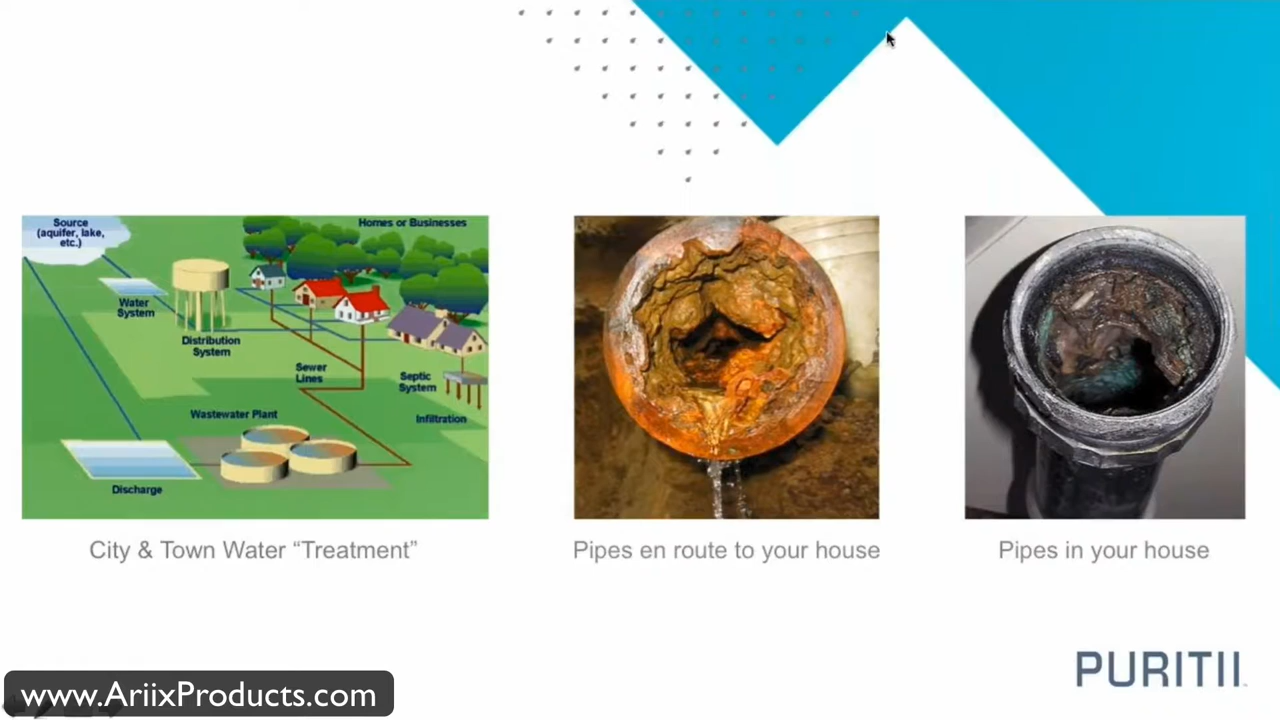 Source
(aquifer, lake,
etc.)
Homes or Businesses
Water
System
Distribution
System
Sewer
Lines
Septic
System
Wastewater Plant
Infiltration
Discharge
City & Town Water “Treatment”
Pipes en route to your house
Pipes in your house
PURITII
www.AriixProducts.com